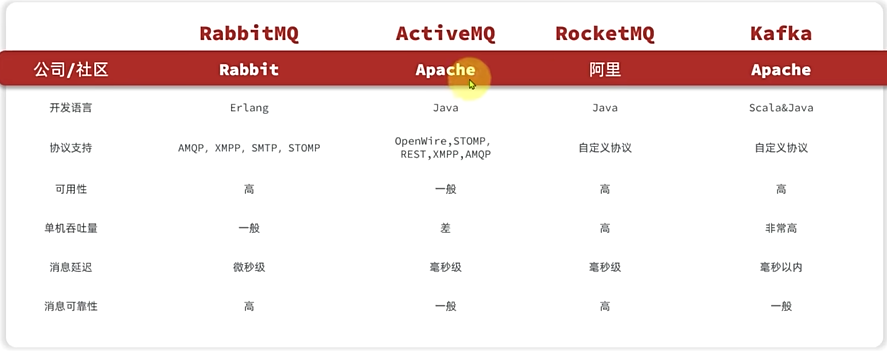 RabbitMQ ActiveMQ RocketMQ Kafka
公司/社区 Rabbit Apache 阿里 Apache
开发语言 Erlang Java Java Scala&Java
协议支持 AMQP, XMPP, SMTP, STOMP OpenWire,STOMP, REST,XMPP,AMQP 自定义协议 自定义协议
可用性 高 一般 高 高
单机吞吐量 一般 差 高 非常高
消息延迟 微秒级 毫秒级 毫秒级 毫秒以内
消息可靠性 高 一般 高 一般